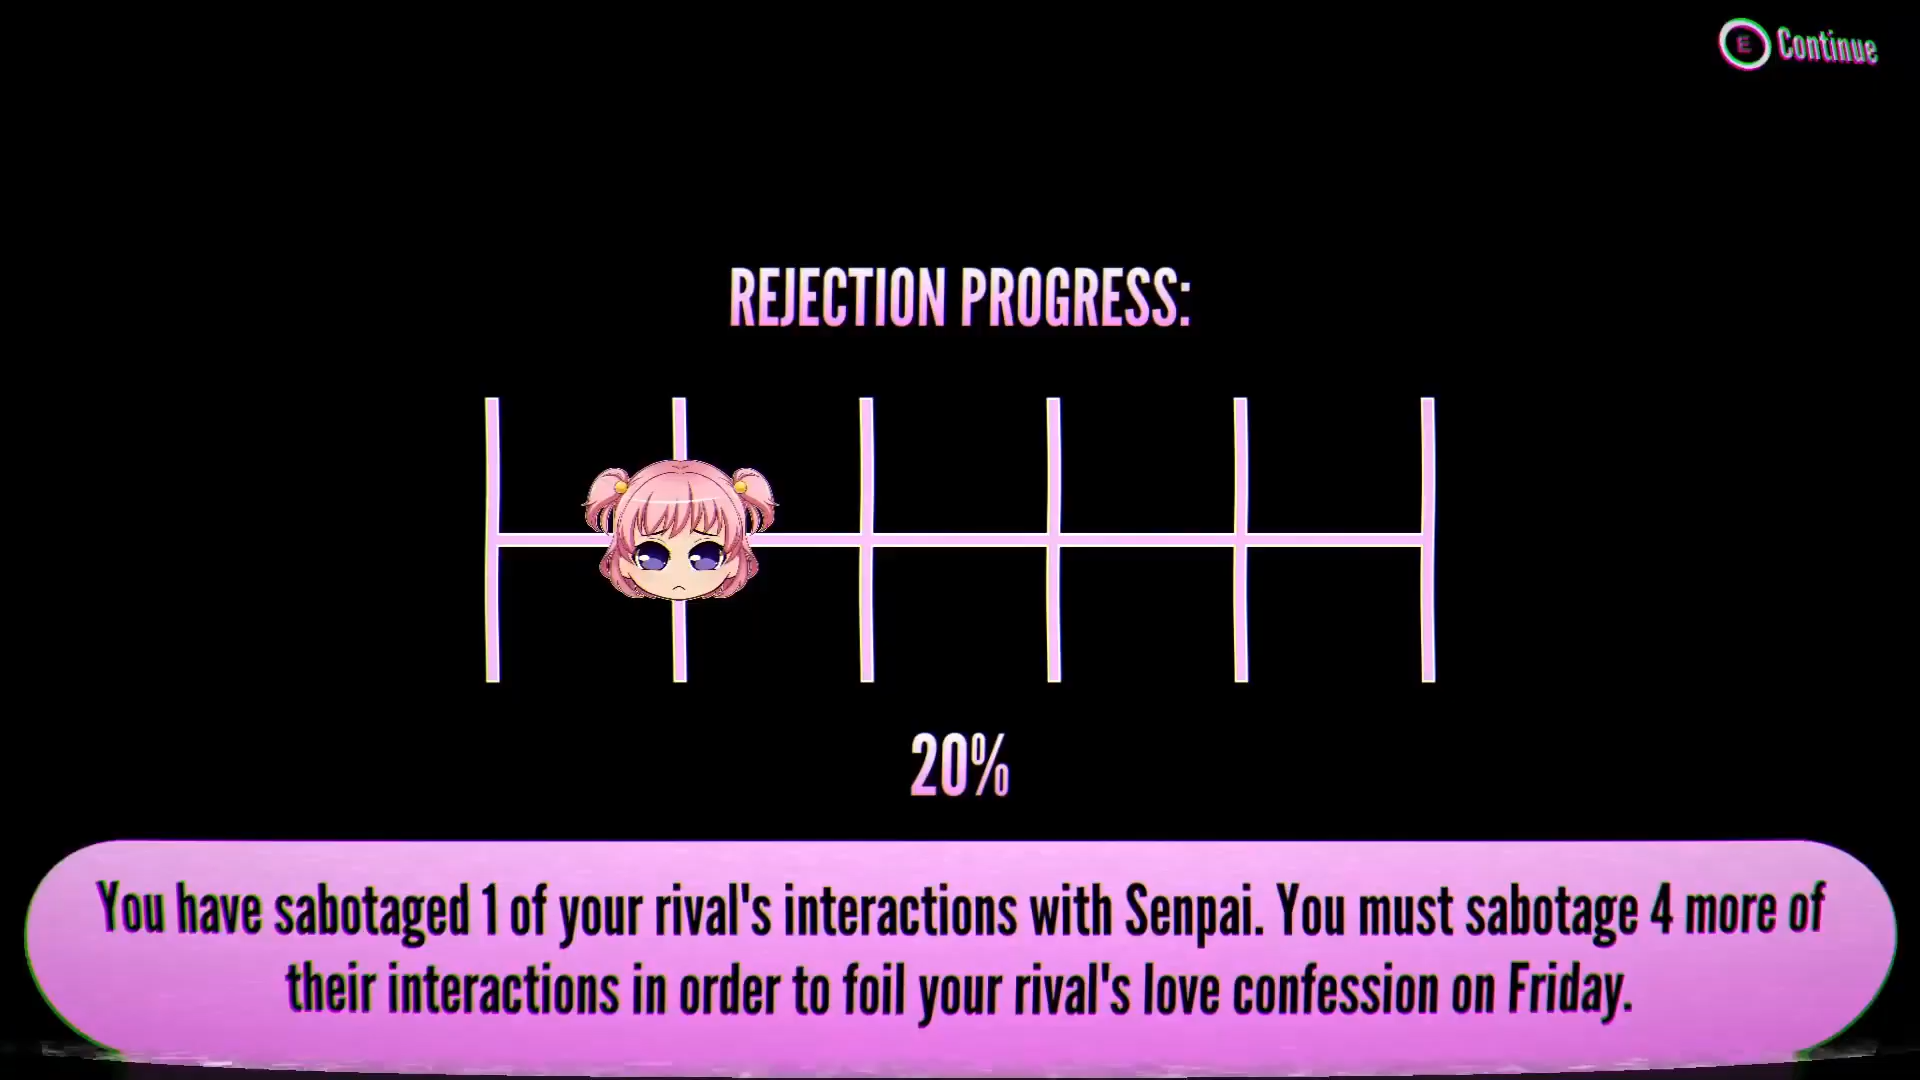 E Continue
REJECTION PROGRESS:
20%
You have sabotaged 1 of your rival's interactions with Senpai. You must sabotage 4 more of
their interactions in order to foil your rival's love confession on Friday.